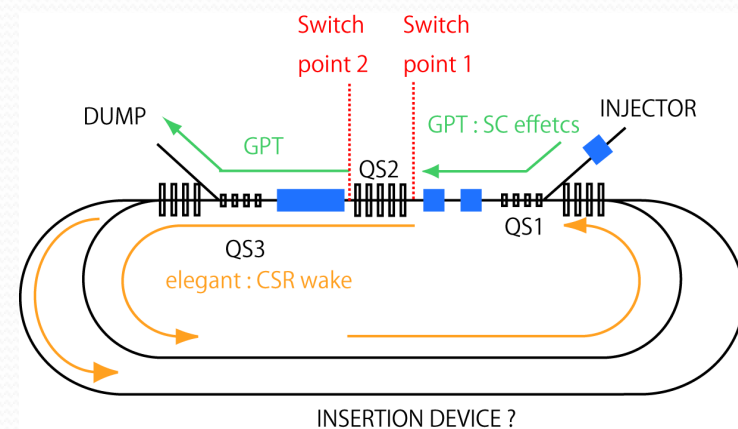 Switch
point 2
Switch
point 1
DUMP
GPT
GPT : SC effetcs
INJECTOR
QS2
QS1
QS3
elegant : CSR wake
INSERTION DEVICE ?